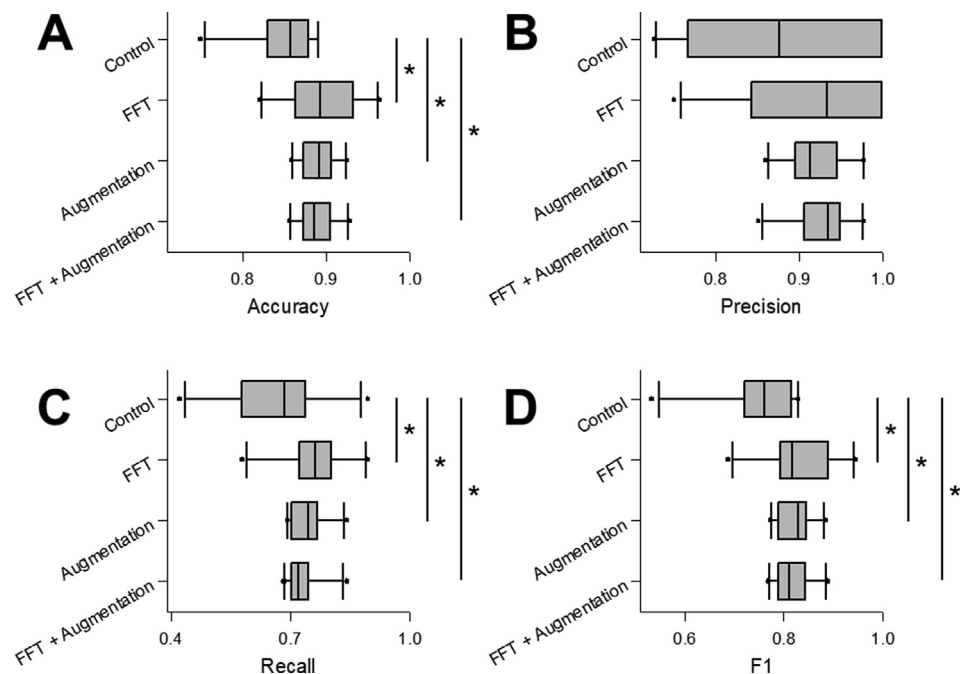 A
Control
FFT
Augmentation
FFT + Augmentation
*
*
*
0.8 0.9 1.0
Accuracy
B
Control
FFT
Augmentation
FFT + Augmentation
0.8 0.9 1.0
Precision
C
Control
FFT
Augmentation
FFT + Augmentation
*
*
*
0.4 0.7 1.0
Recall
D
Control
FFT
Augmentation
FFT + Augmentation
*
*
*
0.6 0.8 1.0
F1